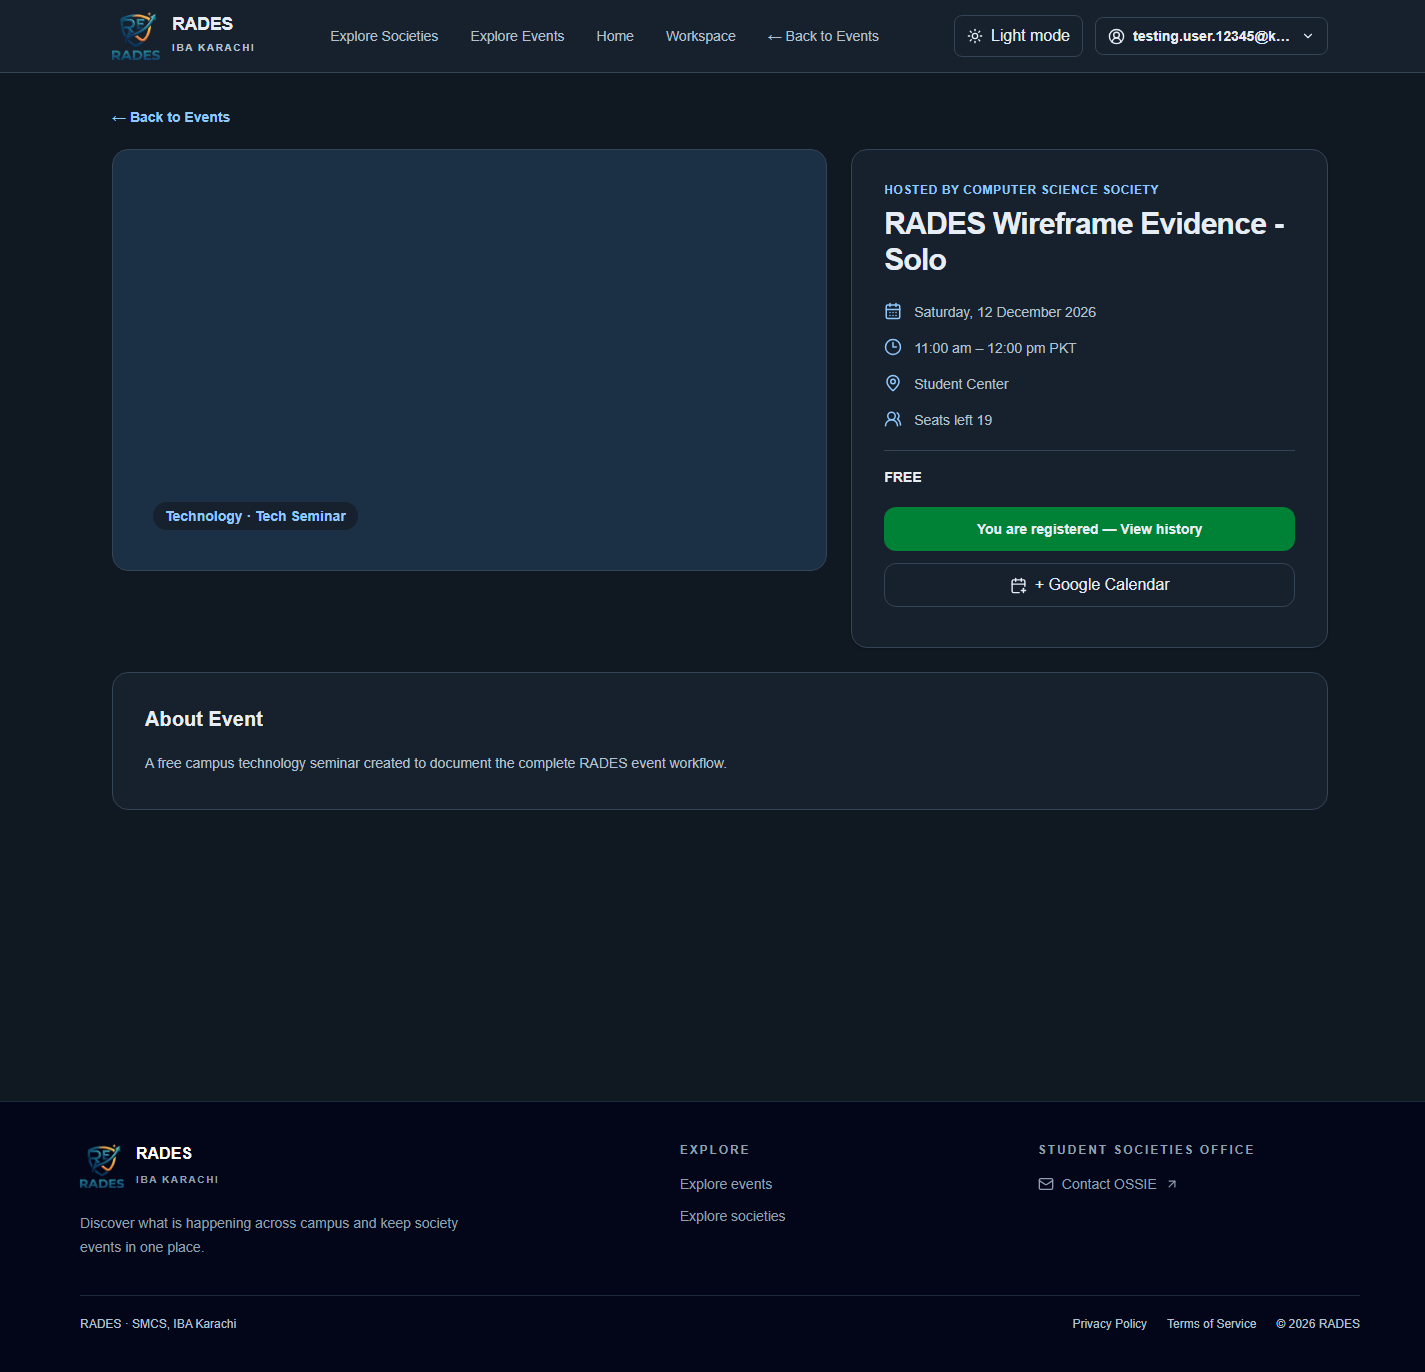 RADES
RADES
IBA KARACHI
Explore Societies
Explore Events
Home
Workspace
← Back to Events
Light mode
testing.user.12345@k...
← Back to Events
Technology · Tech Seminar
HOSTED BY COMPUTER SCIENCE SOCIETY
RADES Wireframe Evidence -
Solo
Saturday, 12 December 2026
11:00 am – 12:00 pm PKT
Student Center
Seats left 19
FREE
You are registered — View history
+ Google Calendar
About Event
A free campus technology seminar created to document the complete RADES event workflow.
RADES
RADES
IBA KARACHI
Discover what is happening across campus and keep society
events in one place.
EXPLORE
Explore events
Explore societies
STUDENT SOCIETIES OFFICE
Contact OSSIE
RADES · SMCS, IBA Karachi
Privacy Policy
Terms of Service
© 2026 RADES